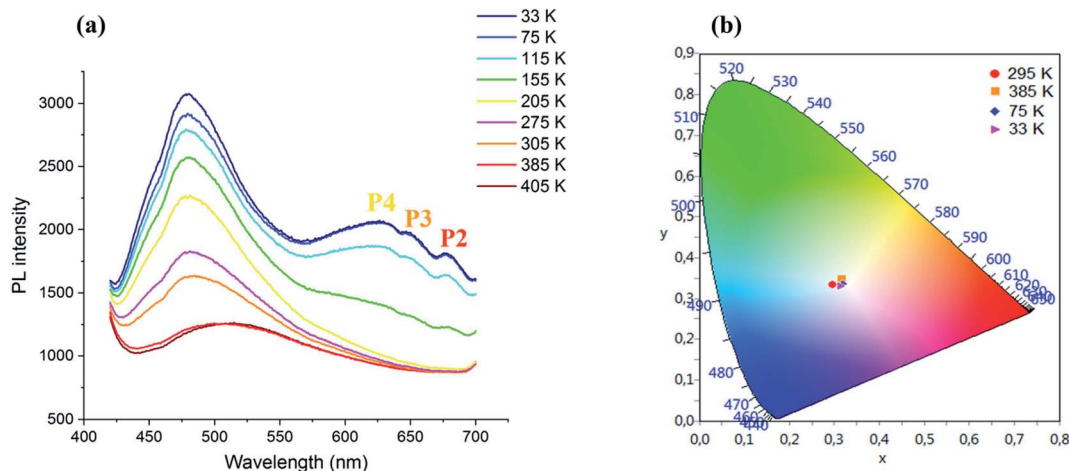 (a)
33 K
75 K
115 K
155 K
205 K
275 K
305 K
385 K
405 K
3000
2500
2000
1500
1000
500
PL intensity
P4
P3
P2
400
450
500
550
600
650
700
Wavelength (nm)
(b)
295 K
385 K
75 K
33 K
0,9
0,8
0,7
0,6
0,5
0,4
0,3
0,2
0,1
0,0
y
520
530
540
550
560
570
580
590
600
610
620
510
500
490
480
470
460
440
0,0
0,1
0,2
0,3
0,4
0,5
0,6
0,7
0,8
x